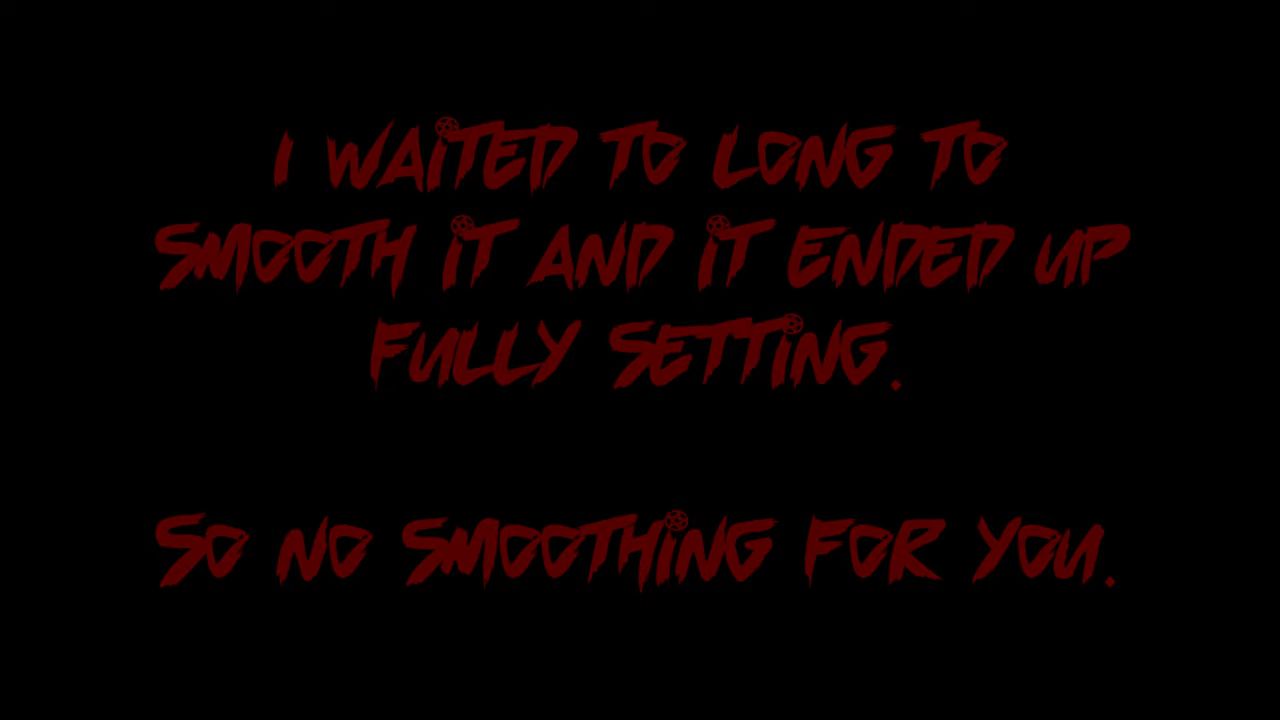 I WAiTED TO LONG TO
SMOOTH iT AND iT ENDED UP
FULLY SETTiNG.
SO NO SMOOTHiNG FOR YOU.